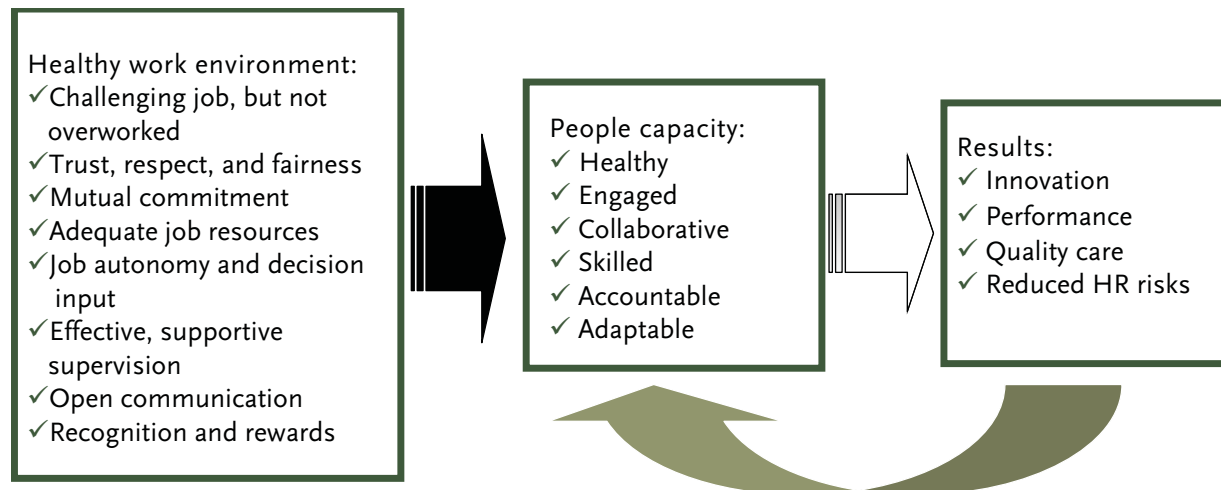 Healthy work environment:
✓Challenging job, but not
overworked
✓Trust, respect, and fairness
✓Mutual commitment
✓Adequate job resources
✓Job autonomy and decision
input
✓Effective, supportive
supervision
✓Open communication
✓Recognition and rewards
People capacity:
✓ Healthy
✓ Engaged
✓ Collaborative
✓ Skilled
✓ Accountable
✓ Adaptable
Results:
✓ Innovation
✓ Performance
✓ Quality care
✓ Reduced HR risks